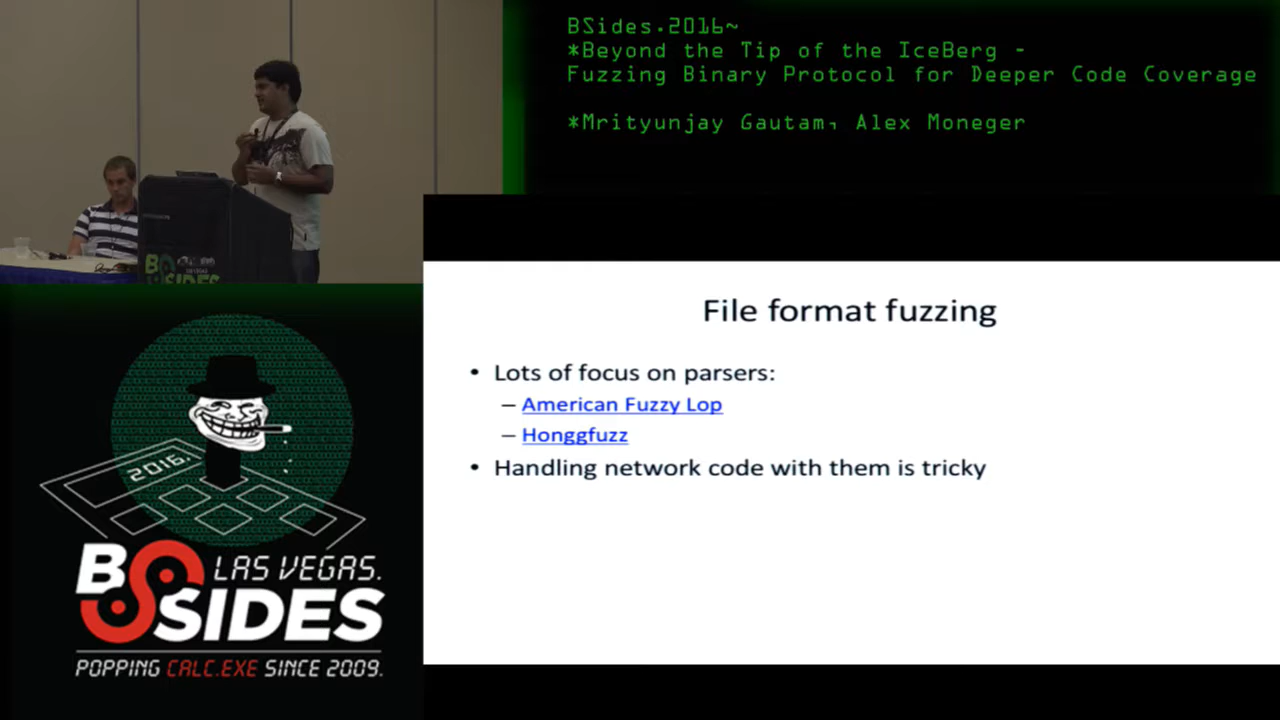 BSides.2016~
*Beyond the Tip of the IceBerg -
Fuzzing Binary Protocol for Deeper Code Coverage
*Mrityunjay Gautam, Alex Moneger
File format fuzzing
• Lots of focus on parsers:
– American Fuzzy Lop
– Honggfuzz
• Handling network code with them is tricky
BSIDES
2016.
BSIDES
LAS VEGAS.
POPPING CALC.EXE SINCE 2009.